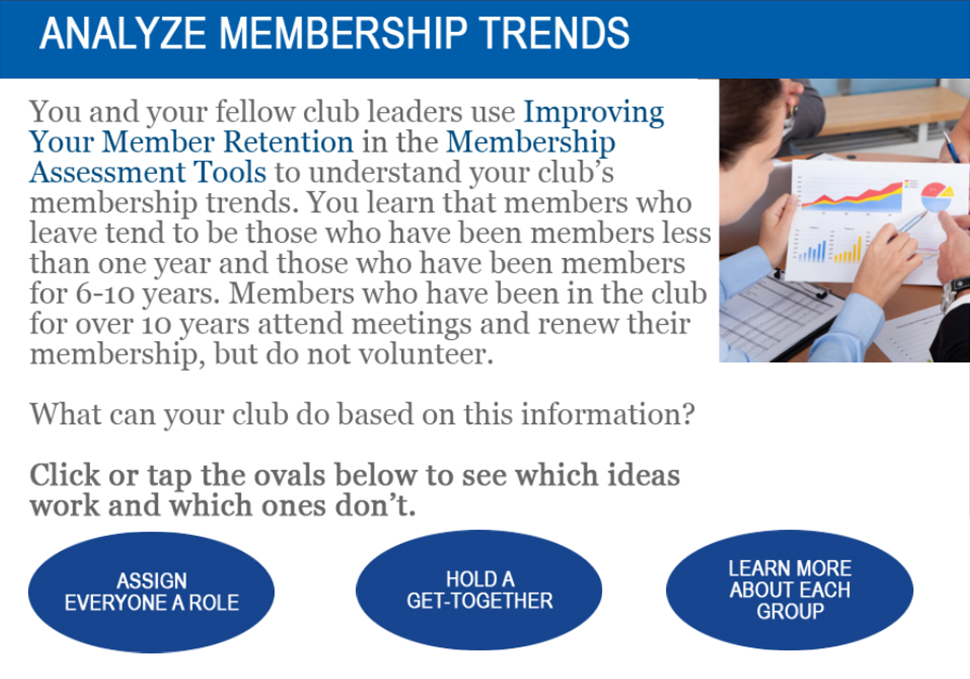 ANALYZE MEMBERSHIP TRENDS
You and your fellow club leaders use Improving
Your Member Retention in the Membership
Assessment Tools to understand your club’s
membership trends. You learn that members who
leave tend to be those who have been members less
than one year and those who have been members
for 6-10 years. Members who have been in the club
for over 10 years attend meetings and renew their
membership, but do not volunteer.
What can your club do based on this information?
Click or tap the ovals below to see which ideas
work and which ones don’t.
ASSIGN
EVERYONE A ROLE
HOLD A
GET-TOGETHER
LEARN MORE
ABOUT EACH
GROUP